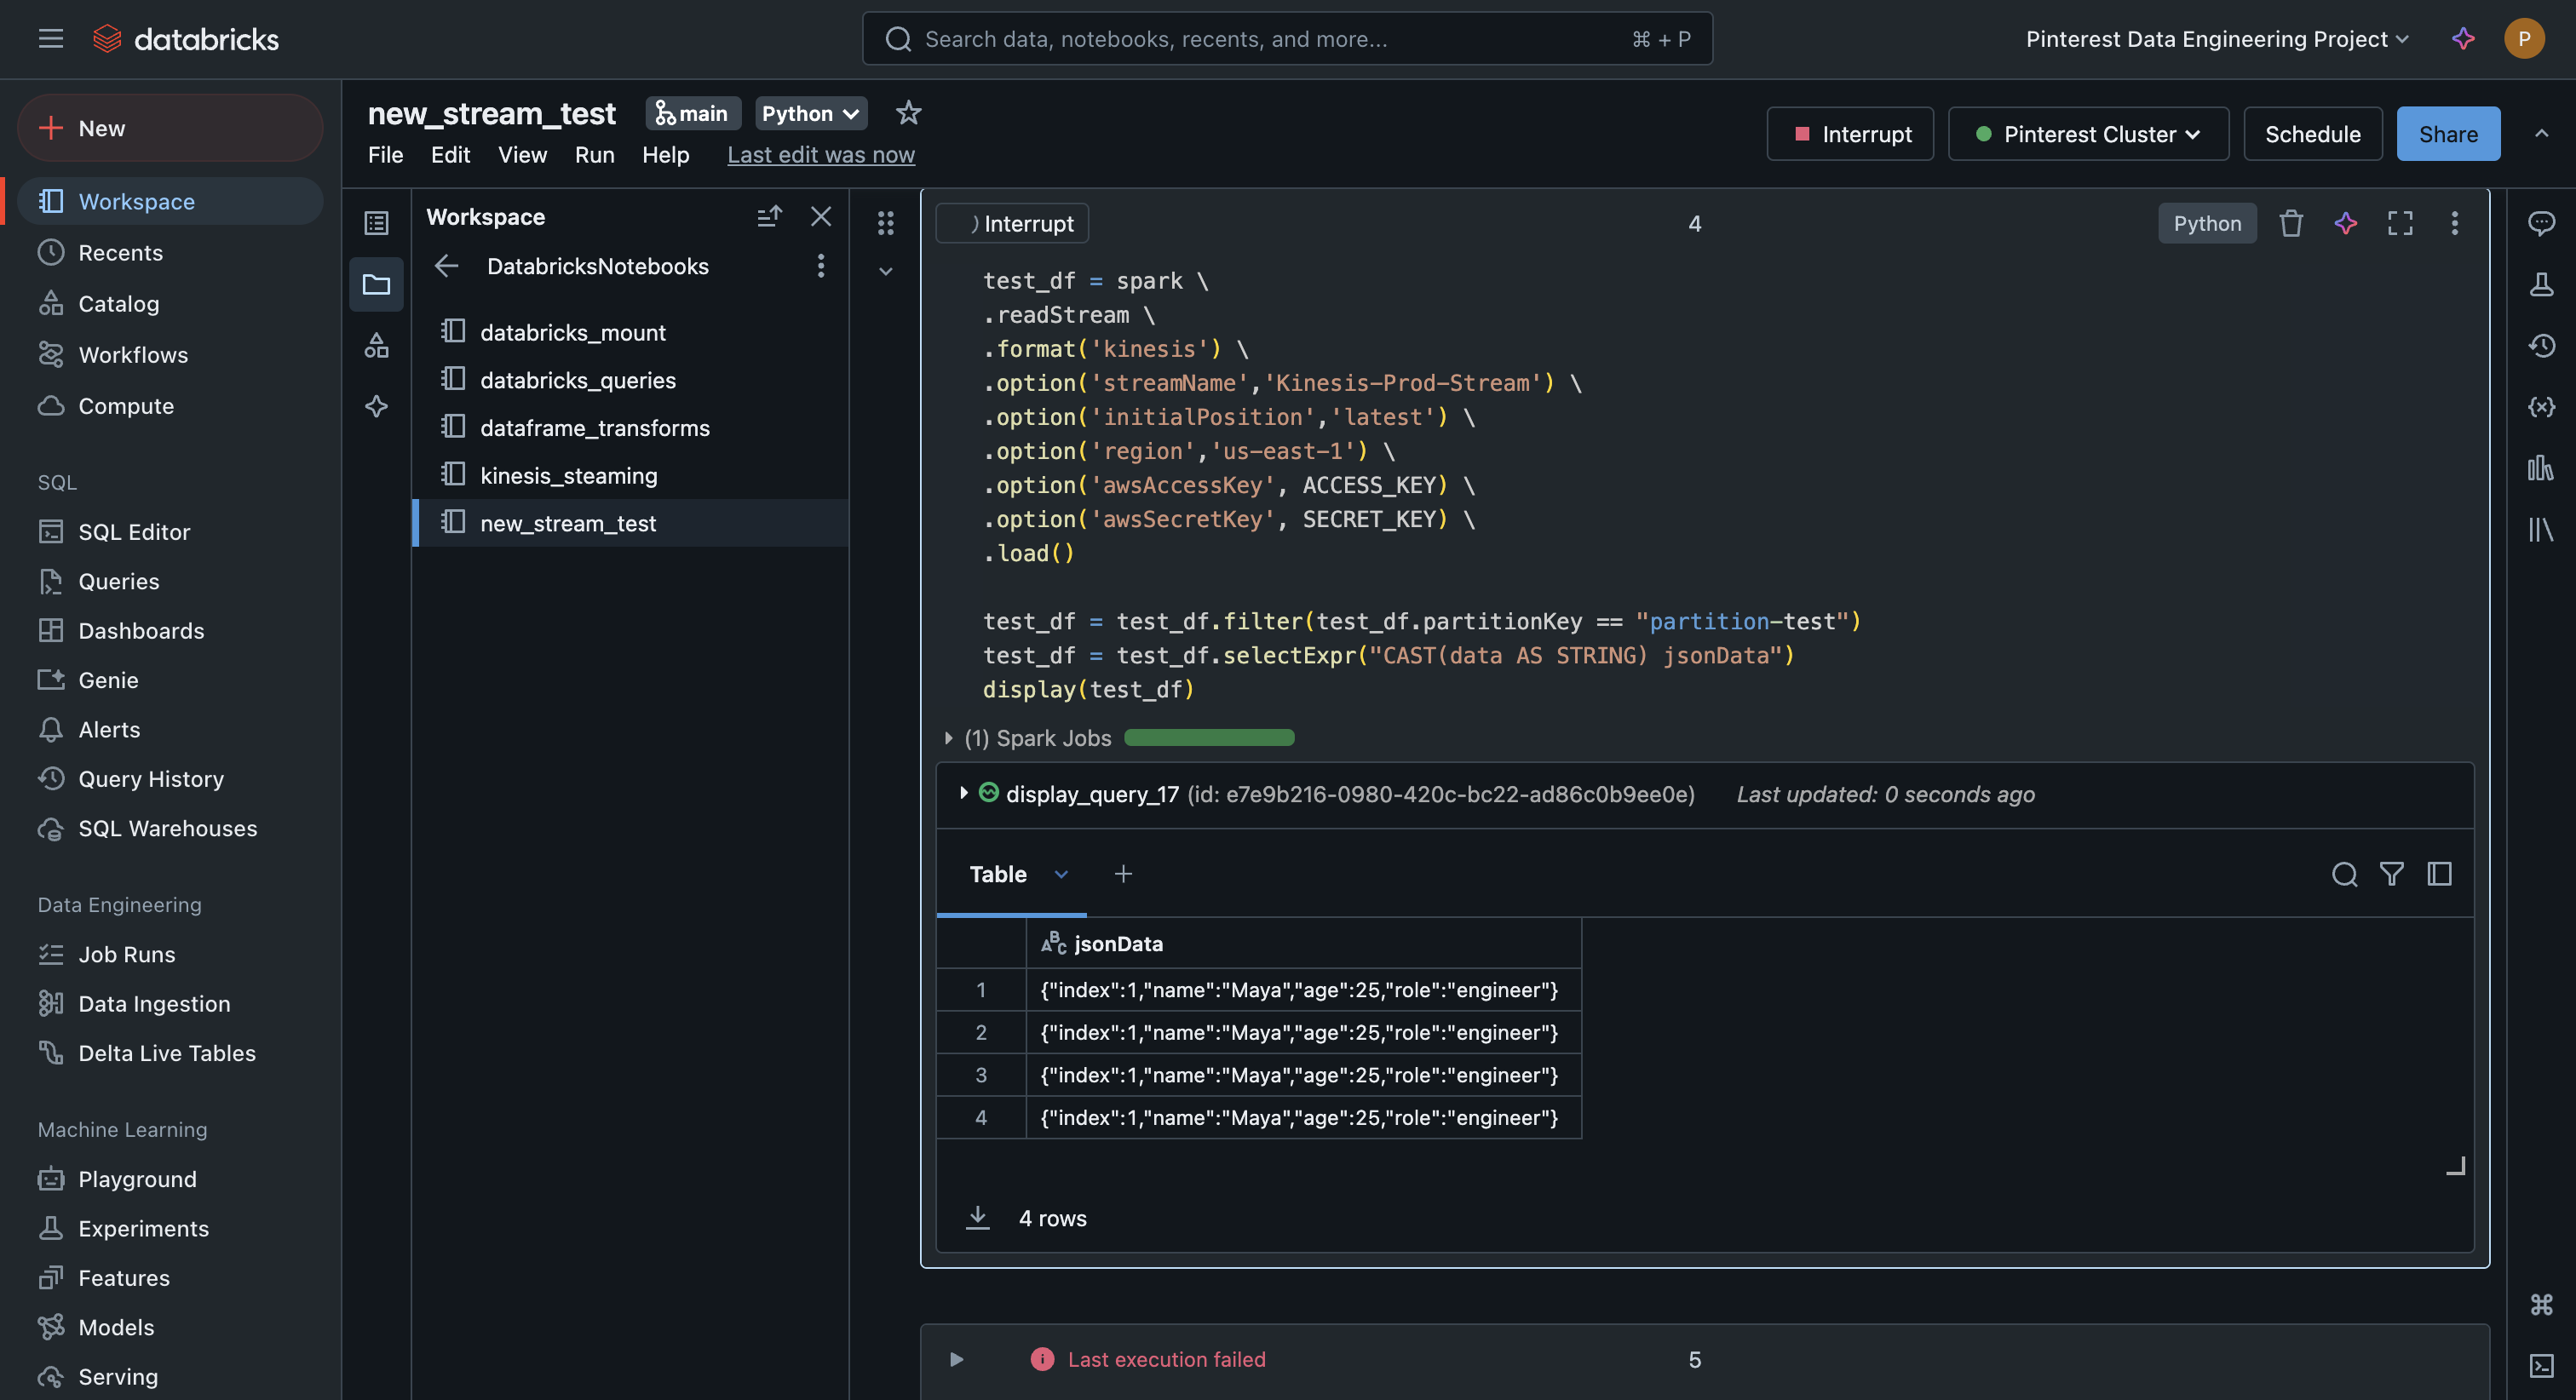 databricks
Search data, notebooks, recents, and more...
⌘ + P
Pinterest Data Engineering Project
P
New
Workspace
Recents
Catalog
Workflows
Compute
SQL
SQL Editor
Queries
Dashboards
Genie
Alerts
Query History
SQL Warehouses
Data Engineering
Job Runs
Data Ingestion
Delta Live Tables
Machine Learning
Playground
Experiments
Features
Models
Serving
new_stream_test
main
Python
File Edit View Run Help Last edit was now
Interrupt
Pinterest Cluster
Schedule
Share
Workspace
DatabricksNotebooks
databricks_mount
databricks_queries
dataframe_transforms
kinesis_steaming
new_stream_test
Interrupt
4
Python
test_df = spark \
.readStream \
.format('kinesis') \
.option('streamName','Kinesis-Prod-Stream') \
.option('initialPosition','latest') \
.option('region','us-east-1') \
.option('awsAccessKey', ACCESS_KEY) \
.option('awsSecretKey', SECRET_KEY) \
.load()
test_df = test_df.filter(test_df.partitionKey == "partition-test")
test_df = test_df.selectExpr("CAST(data AS STRING) jsonData")
display(test_df)
(1) Spark Jobs
display_query_17 (id: e7e9b216-0980-420c-bc22-ad86c0b9ee0e) Last updated: 0 seconds ago
Table
jsonData
1 {"index":1,"name":"Maya","age":25,"role":"engineer"}
2 {"index":1,"name":"Maya","age":25,"role":"engineer"}
3 {"index":1,"name":"Maya","age":25,"role":"engineer"}
4 {"index":1,"name":"Maya","age":25,"role":"engineer"}
4 rows
Last execution failed
5